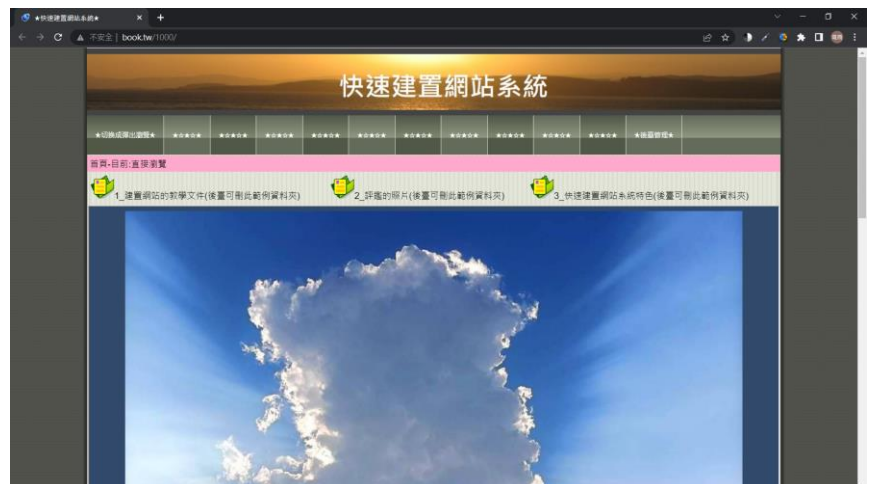 ★快速建置網站系統★
不安全 | book.tw/1000/
快速建置網站系統
★切換成彈出瀏覽★ ★☆★☆★ ★☆★☆★ ★☆★☆★ ★☆★☆★ ★☆★☆★ ★☆★☆★ ★☆★☆★ ★☆★☆★ ★☆★☆★ ★☆★☆★ ★後臺管理★
首頁-目前:直接瀏覽
1_建置網站的教學文件(後臺可刪此範例資料夾) 2_評鑑的照片(後臺可刪此範例資料夾) 3_快速建置網站系統特色(後臺可刪此範例資料夾)